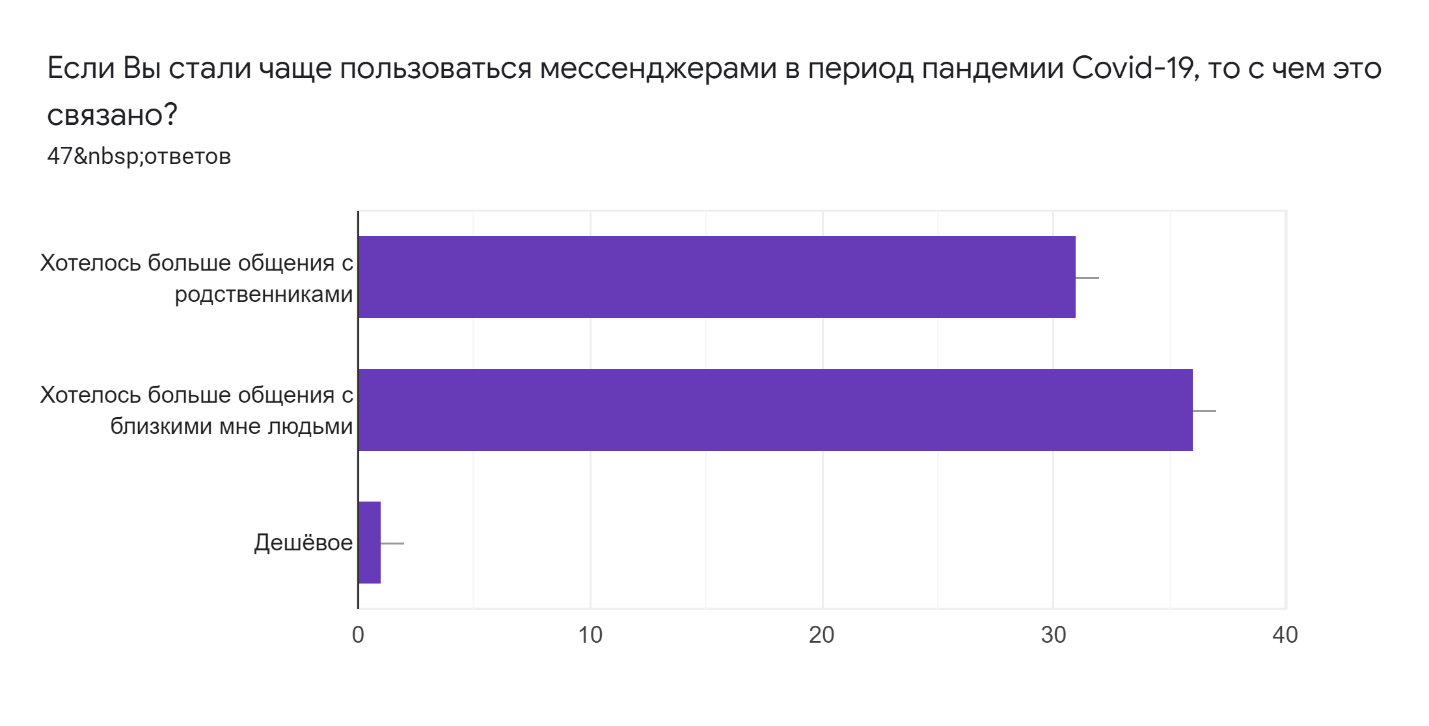 Если Вы стали чаще пользоваться мессенджерами в период пандемии Covid-19, то с чем это
связано?
47&nbsp;ответов
Хотелось больше общения с
родственниками
Хотелось больше общения с
близкими мне людьми
Дешёвое
0 10 20 30 40